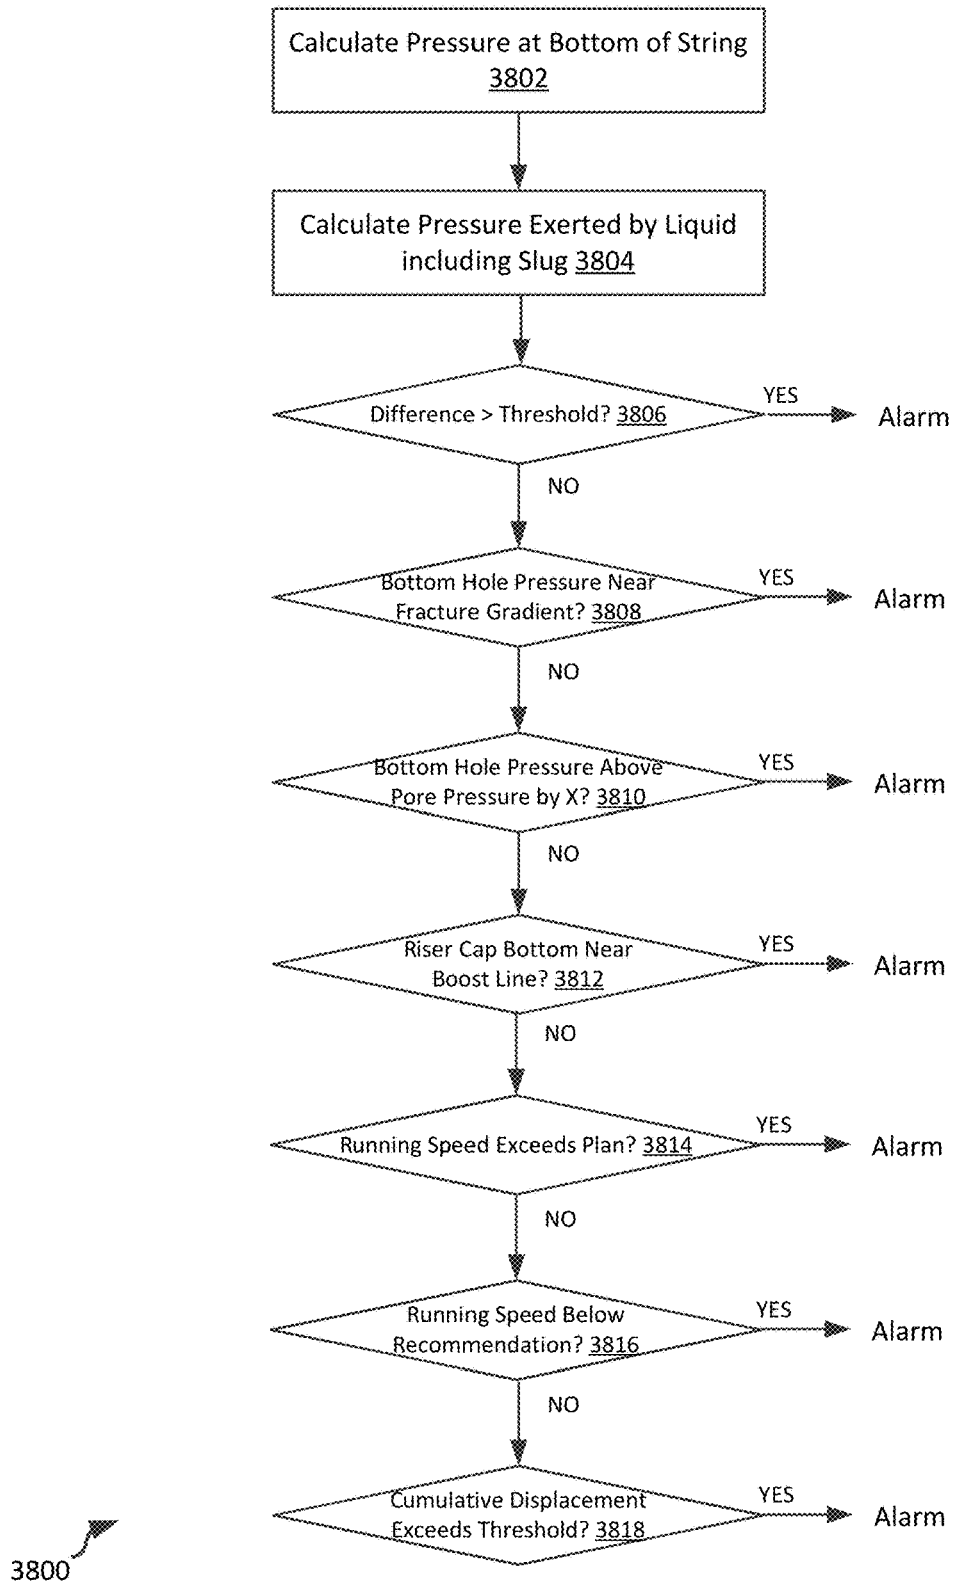 Calculate Pressure at Bottom of String
3802
Calculate Pressure Exerted by Liquid
including Slug 3804
Difference > Threshold? 3806
YES
Alarm
NO
Bottom Hole Pressure Near
Fracture Gradient? 3808
YES
Alarm
NO
Bottom Hole Pressure Above
Pore Pressure by X? 3810
YES
Alarm
NO
Riser Cap Bottom Near
Boost Line? 3812
YES
Alarm
NO
Running Speed Exceeds Plan? 3814
YES
Alarm
NO
Running Speed Below
Recommendation? 3816
YES
Alarm
NO
Cumulative Displacement
Exceeds Threshold? 3818
YES
Alarm
3800